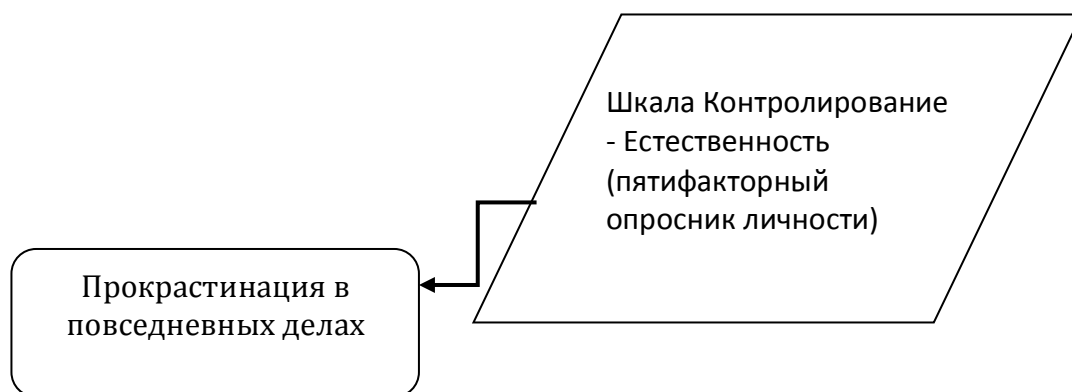 Шкала Контролирование
- Естественность
(пятифакторный
опросник личности)
Прокрастинация в
повседневных делах